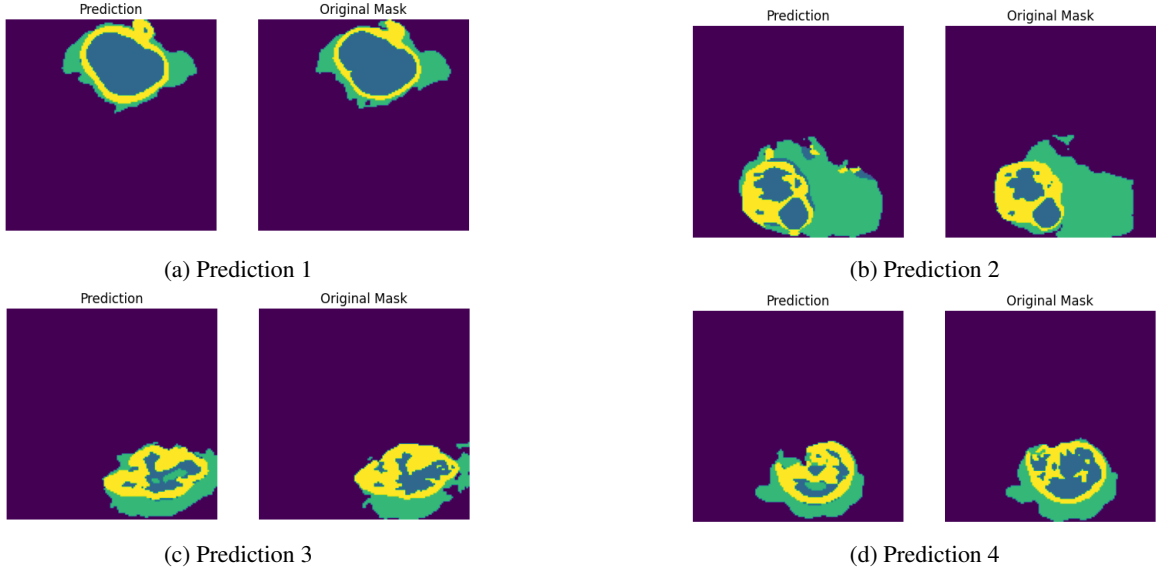 Prediction
Original Mask
Prediction
Original Mask
(a) Prediction 1
(b) Prediction 2
Prediction
Original Mask
Prediction
Original Mask
(c) Prediction 3
(d) Prediction 4